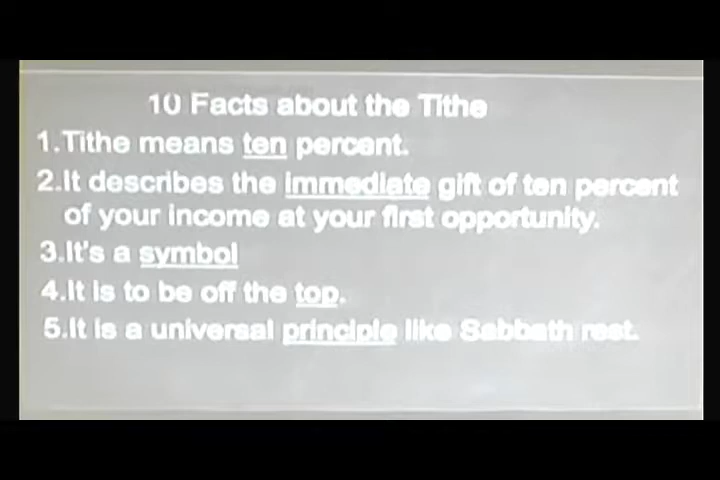 10 Facts about the Tithe
1.Tithe means ten percent.
2.It describes the immediate gift of ten percent
of your income at your first opportunity.
3.It's a symbol
4.It is to be off the top.
5.It is a universal principle like Sabbath rest.